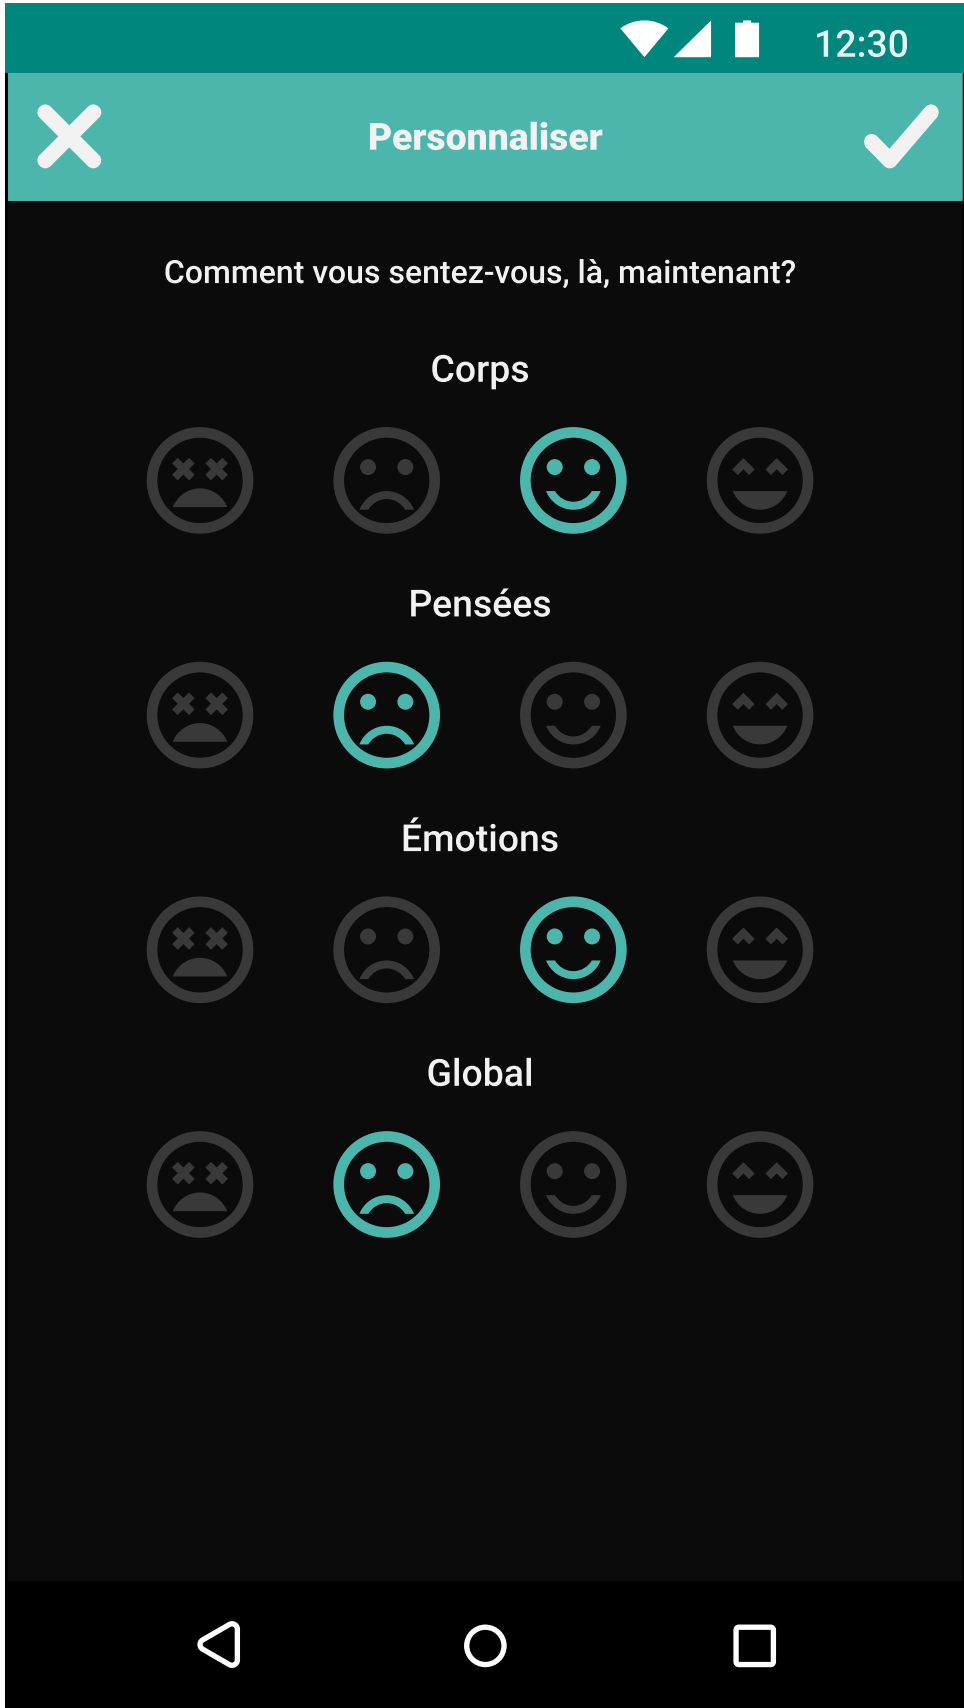 12:30
Personnaliser
Comment vous sentez-vous, là, maintenant?
Corps
Pensées
Émotions
Global